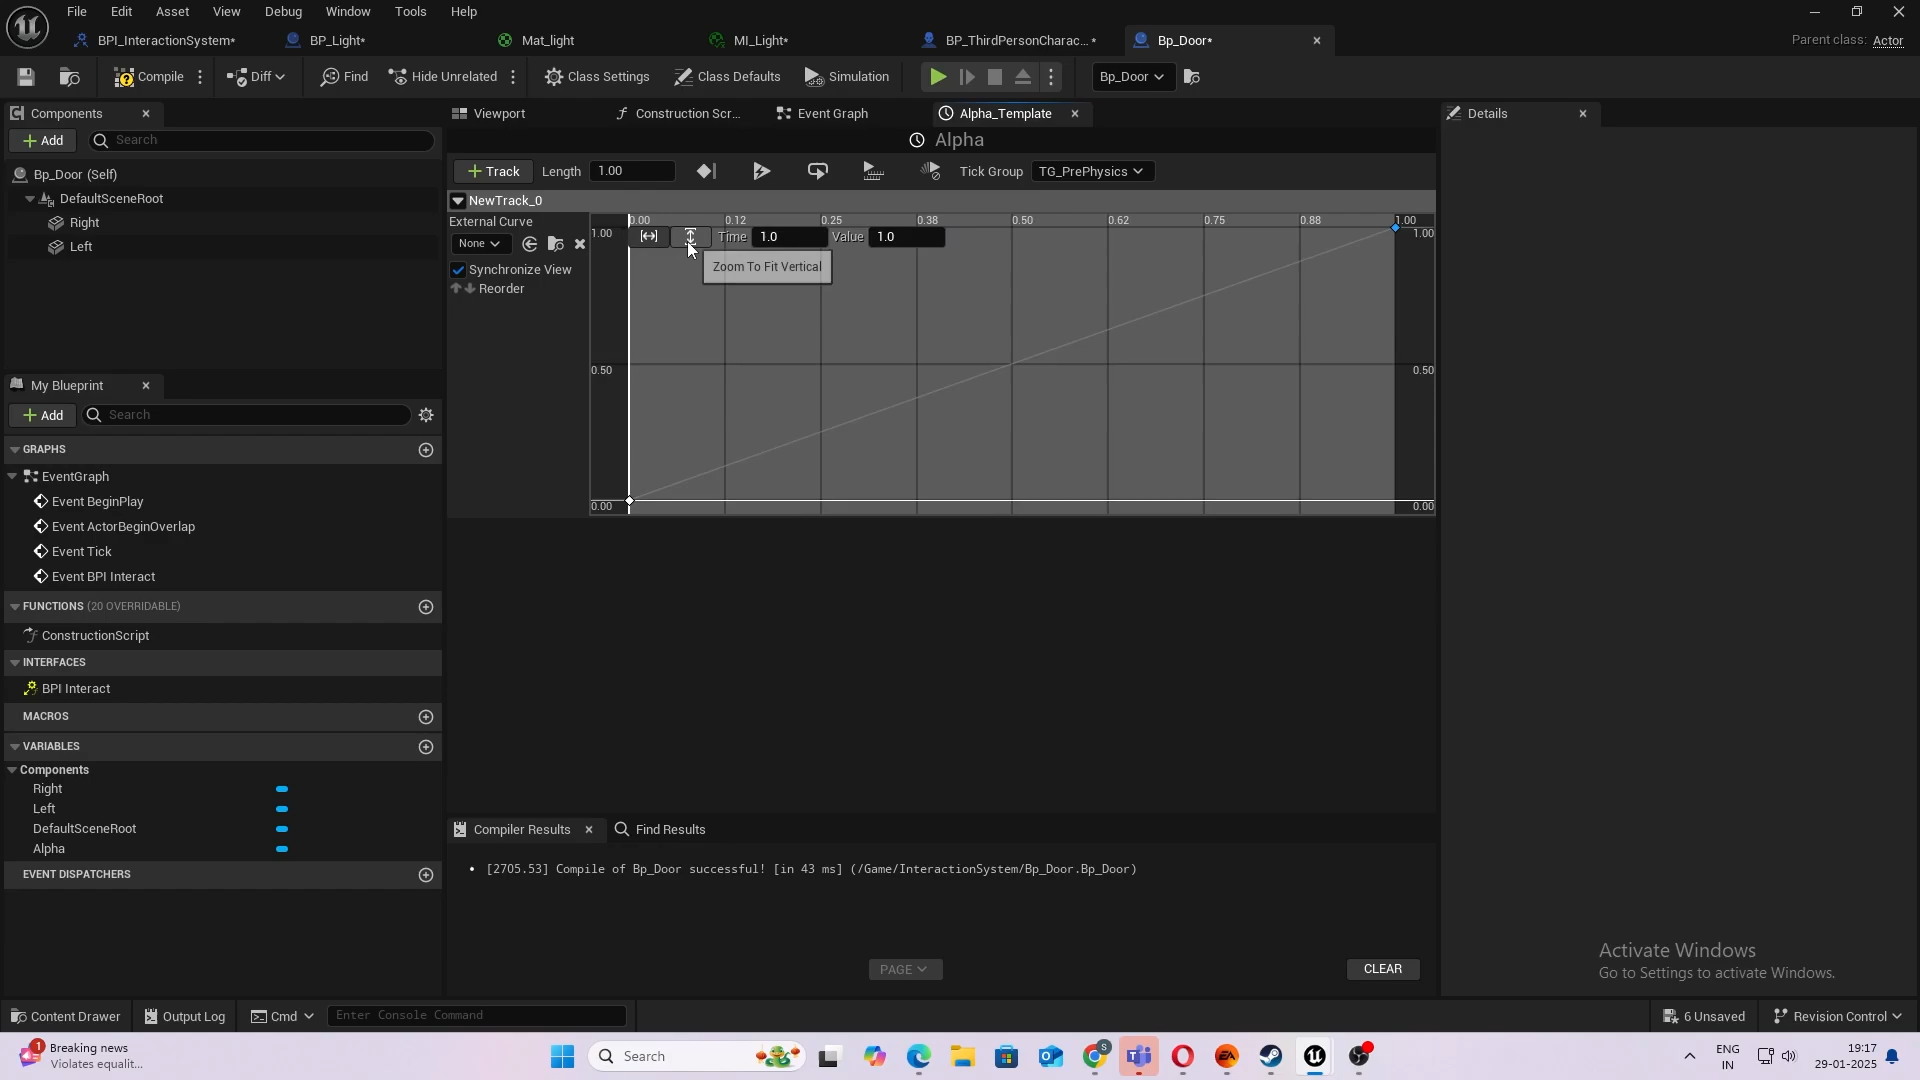 File Edit Asset View Debug Window Tools Help
BPI_InteractionSystem* BP_Light* Mat_light MI_Light* BP_ThirdPersonCharac...* Bp_Door* Parent class: Actor
Compile Diff Find Hide Unrelated Class Settings Class Defaults Simulation Bp_Door
Components Viewport Construction Scr... Event Graph Alpha_Template Details
Add Search Alpha
Bp_Door (Self) Track Length 1.00 Tick Group TG_PrePhysics
DefaultSceneRoot NewTrack_0
Right External Curve 0.00 0.12 0.25 0.38 0.50 0.62 0.75 0.88 1.00
Left None 1.00 Time 1.0 Value 1.0 1.00
Synchronize View Zoom To Fit Vertical
Reorder
0.50 0.50
My Blueprint
Add Search
GRAPHS
EventGraph
Event BeginPlay 0.00 0.00
Event ActorBeginOverlap
Event Tick
Event BPI Interact
FUNCTIONS (20 OVERRIDABLE)
ConstructionScript
INTERFACES
BPI Interact
MACROS
VARIABLES
Components
Right
Left
DefaultSceneRoot
Alpha
EVENT DISPATCHERS
Compiler Results Find Results
[2705.53] Compile of Bp_Door successful! [in 43 ms] (/Game/InteractionSystem/Bp_Door.Bp_Door)
PAGE CLEAR
Activate Windows
Go to Settings to activate Windows.
Content Drawer Output Log Cmd Enter Console Command 6 Unsaved Revision Control
1 Breaking news
Violates equalit...
Search
S
EA
ENG
IN
19:17
29-01-2025